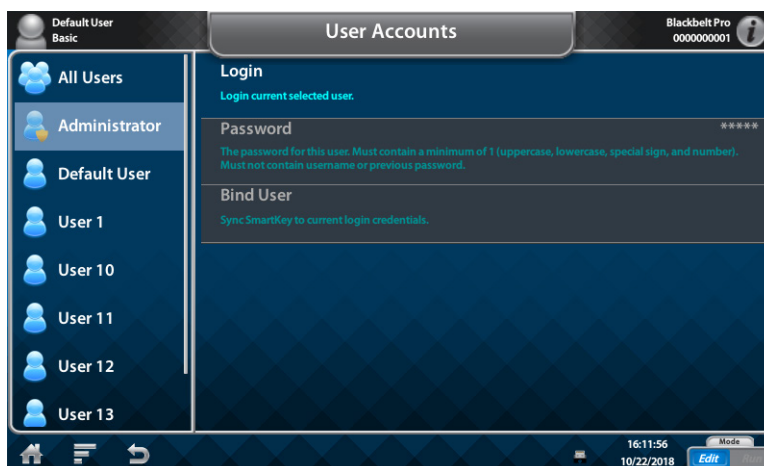 Default User
Basic
User Accounts
Blackbelt Pro
0000000001
i
All Users
Administrator
Default User
User 1
User 10
User 11
User 12
User 13
Login
Login current selected user.
Password
*****
The password for this user. Must contain a minimum of 1 (uppercase, lowercase, special sign, and number).
Must not contain username or previous password.
Bind User
Sync SmartKey to current login credentials.
16:11:56
10/22/2018
Mode
Edit
Run